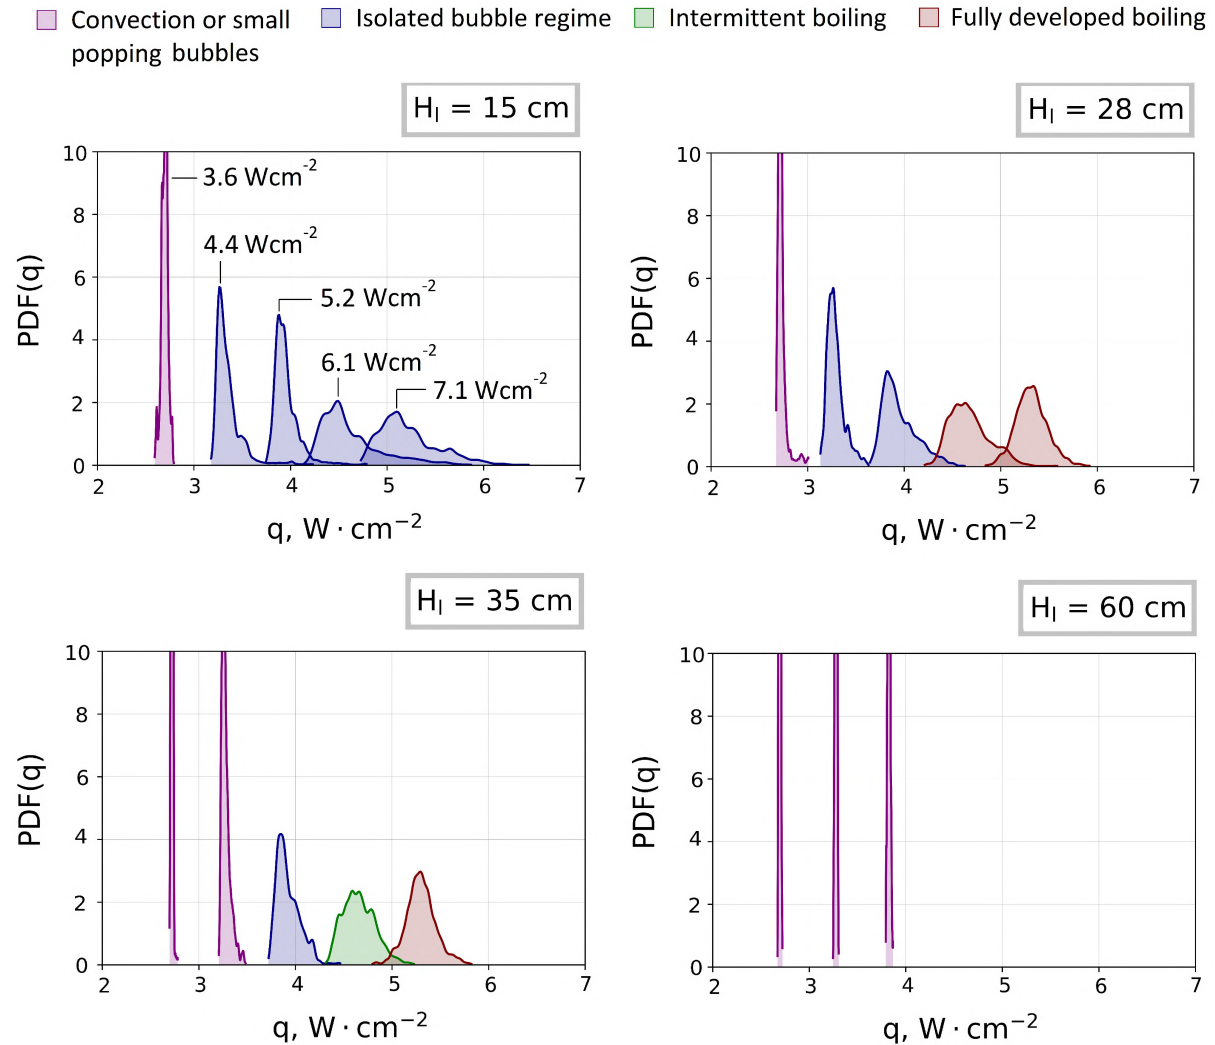 Convection or small popping bubbles
Isolated bubble regime
Intermittent boiling
Fully developed boiling
H_l = 15 cm
10
8
6
4
2
0
PDF(q)
3.6 Wcm⁻²
4.4 Wcm⁻²
5.2 Wcm⁻²
6.1 Wcm⁻²
7.1 Wcm⁻²
2 3 4 5 6 7
q, W · cm⁻²
H_l = 28 cm
10
8
6
4
2
0
PDF(q)
2 3 4 5 6 7
q, W · cm⁻²
H_l = 35 cm
10
8
6
4
2
0
PDF(q)
2 3 4 5 6 7
q, W · cm⁻²
H_l = 60 cm
10
8
6
4
2
0
PDF(q)
2 3 4 5 6 7
q, W · cm⁻²